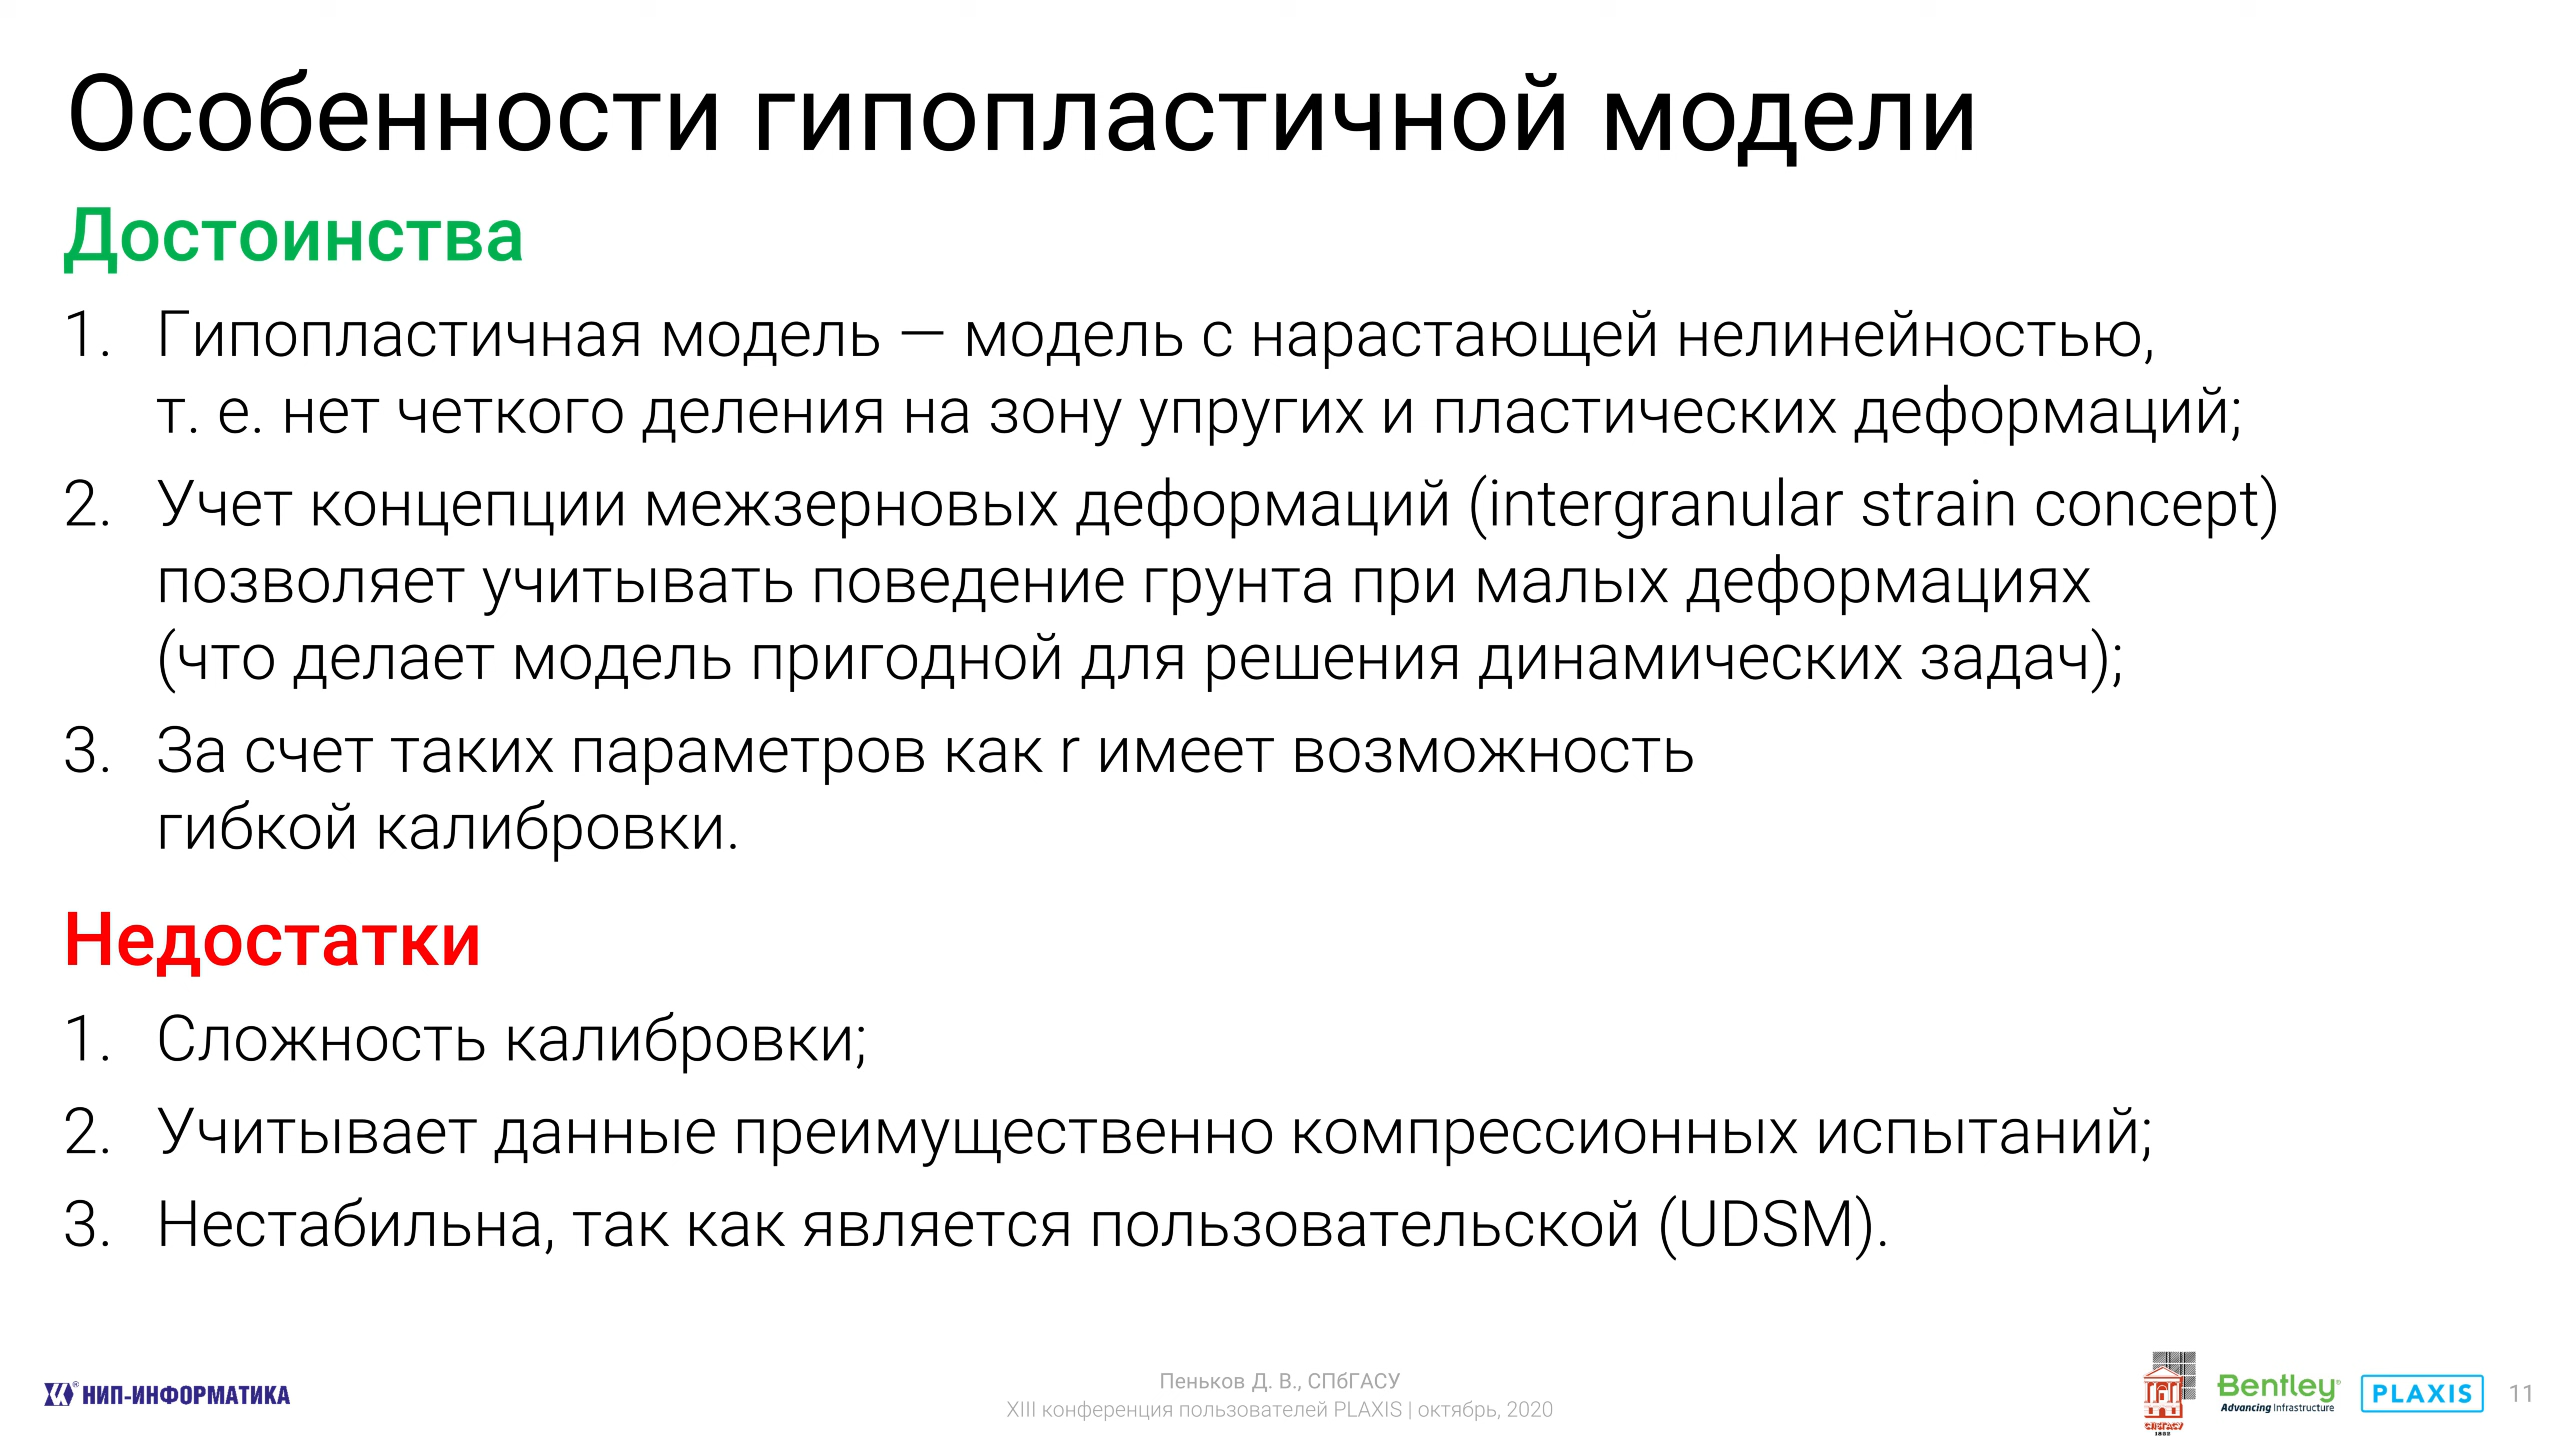 Особенности гипопластичной модели
Достоинства
1. Гипопластичная модель — модель с нарастающей нелинейностью,
т. е. нет четкого деления на зону упругих и пластических деформаций;
2. Учет концепции межзерновых деформаций (intergranular strain concept)
позволяет учитывать поведение грунта при малых деформациях
(что делает модель пригодной для решения динамических задач);
3. За счет таких параметров как r имеет возможность
гибкой калибровки.
Недостатки
1. Сложность калибровки;
2. Учитывает данные преимущественно компрессионных испытаний;
3. Нестабильна, так как является пользовательской (UDSM).
® НИП-ИНФОРМАТИКА
Пеньков Д. В., СПбГАСУ
XIII конференция пользователей PLAXIS | октябрь, 2020
СПбГАСУ
1832
Bentley®
Advancing Infrastructure
PLAXIS
11